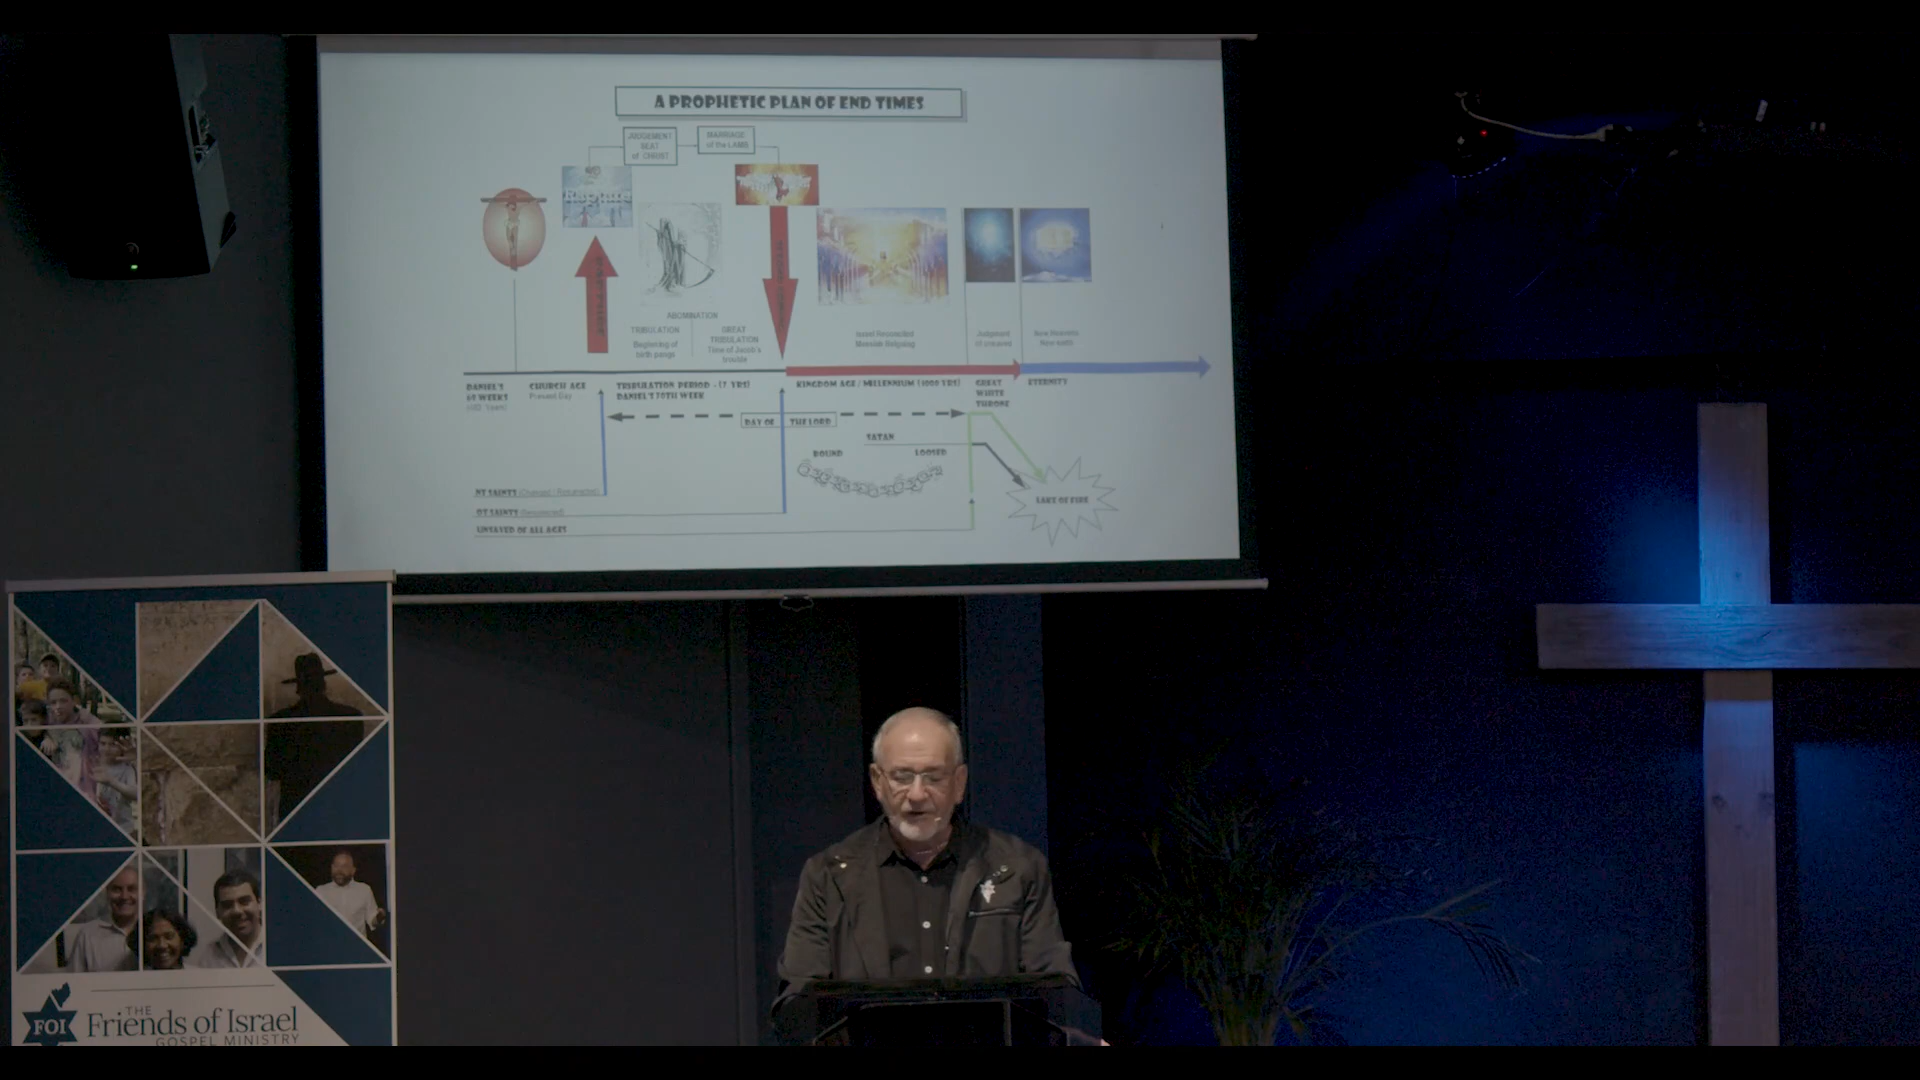 A PROPHETIC PLAN OF END TIMES
JUDGEMENT
SEAT
of CHRIST
MARRIAGE
of the LAMB
Rapture
ABOMINATION
TRIBULATION
Beginning of
birth pangs
GREAT
TRIBULATION
Time of Jacob's
trouble
Israel Reconciled
Messiah Reigning
Judgment
of unsaved
New Heavens
New earth
DANIEL'S
69 WEEKS
(483 Years)
CHURCH AGE
Present Day
TRIBULATION PERIOD - (7 YRS)
DANIEL'S 70TH WEEK
KINGDOM AGE / MILLENNIUM (1000 YRS)
GREAT
WHITE
THRONE
ETERNITY
DAY OF THE LORD
SATAN
BOUND
LOOSED
LAKE OF FIRE
NT SAINTS (Changed / Resurrected)
OT SAINTS (Resurrected)
UNSAVED OF ALL AGES
FOI
THE
Friends of Israel
GOSPEL MINISTRY